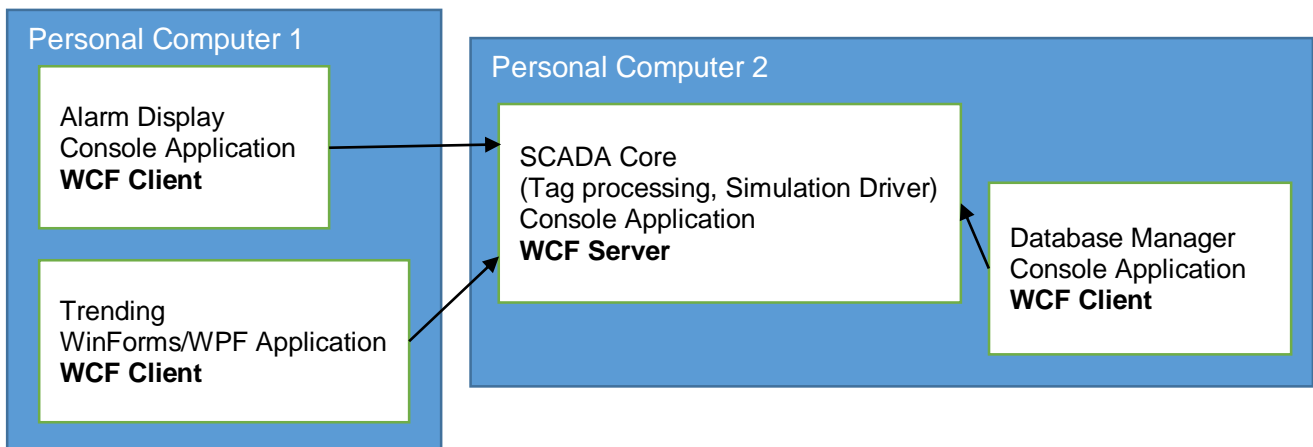 Personal Computer 1
Alarm Display
Console Application
WCF Client
Trending
WinForms/WPF Application
WCF Client
Personal Computer 2
SCADA Core
(Tag processing, Simulation Driver)
Console Application
WCF Server
Database Manager
Console Application
WCF Client